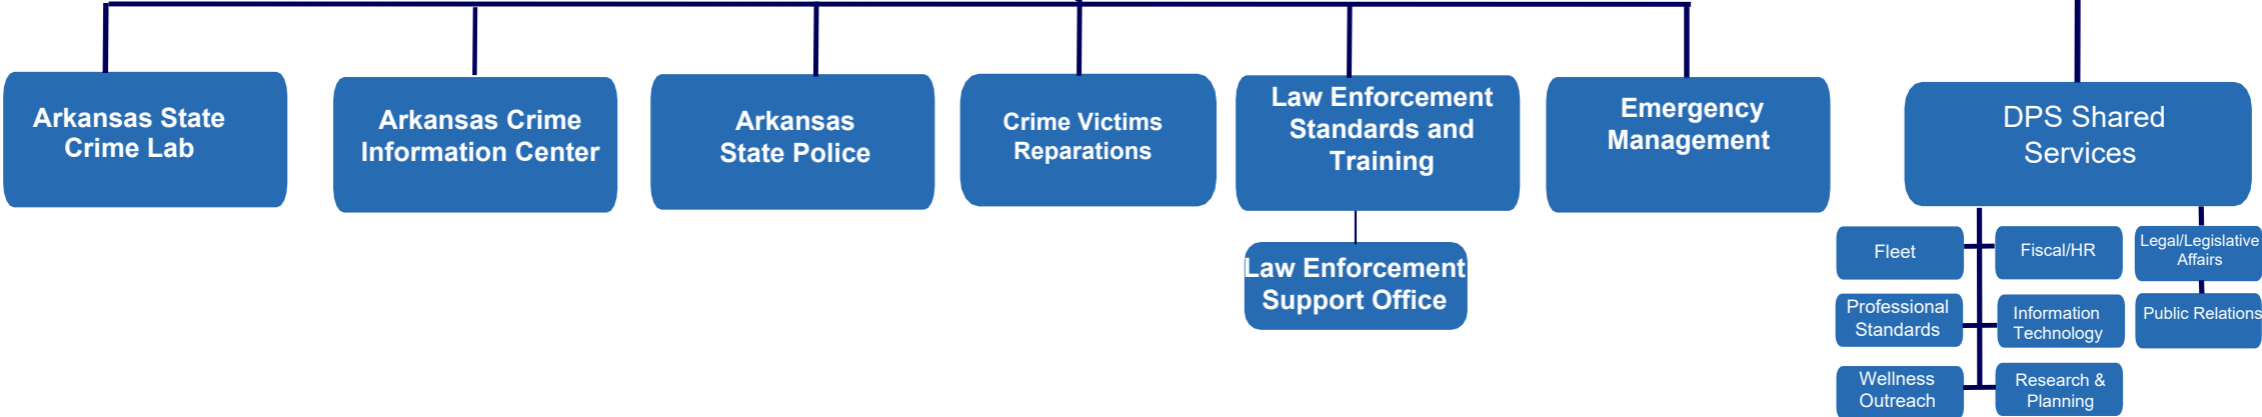 Arkansas State
Crime Lab
Arkansas Crime
Information Center
Arkansas
State Police
Crime Victims
Reparations
Law Enforcement
Standards and
Training
Emergency
Management
DPS Shared
Services
Law Enforcement
Support Office
Fleet
Fiscal/HR
Legal/Legislative
Affairs
Professional
Standards
Information
Technology
Public Relations
Wellness
Outreach
Research &
Planning